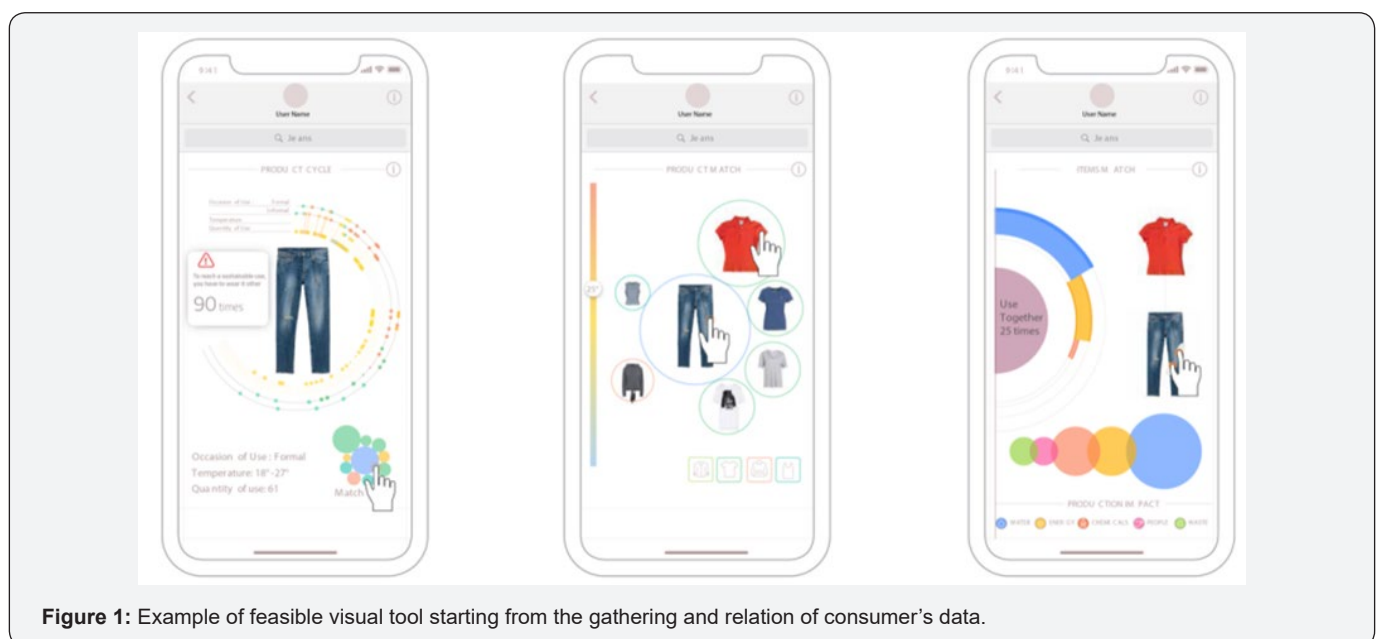 9:41
User Name
Je ans
PRODU CT CYCLE
Occasion of Use Formal
Informal
Temperature
Quantity of Use
To reach a sustainable use,
you have to wear it other
90 times
Occasion of Use : Formal
Temperature: 18°-27°
Qua ntity of use: 61
Match
User Name
Je ans
PRODU CT M ATCH
25°
9:41
User Name
Je ans
ITEMS M ATCH
Use
Together
25 times
PRODU CTION IM PACT
WATER ENER GY CHEMI CALS PEOPLE WASTE
Figure 1: Example of feasible visual tool starting from the gathering and relation of consumer's data.